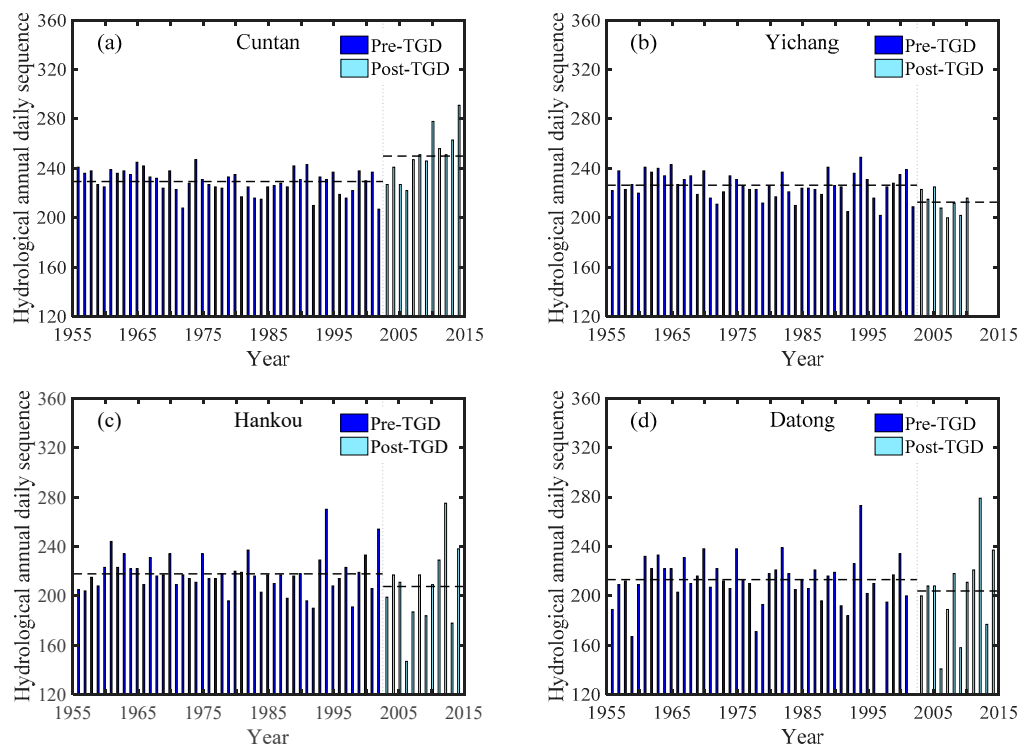 (a) Cuntan
Pre-TGD
Post-TGD
Hydrological annual daily sequence
360
320
280
240
200
160
120
1955 1965 1975 1985 1995 2005 2015
Year
(b) Yichang
Pre-TGD
Post-TGD
Hydrological annual daily sequence
360
320
280
240
200
160
120
1955 1965 1975 1985 1995 2005 2015
Year
(c) Hankou
Pre-TGD
Post-TGD
Hydrological annual daily sequence
360
320
280
240
200
160
120
1955 1965 1975 1985 1995 2005 2015
Year
(d) Datong
Pre-TGD
Post-TGD
Hydrological annual daily sequence
360
320
280
240
200
160
120
1955 1965 1975 1985 1995 2005 2015
Year